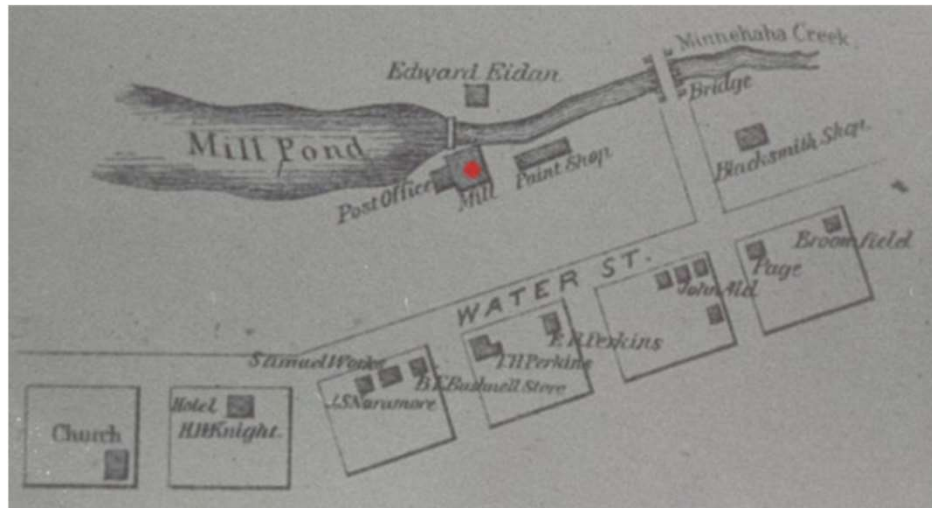 Minnehaha Creek
Edward Eidan
Bridge
Mill Pond
Blacksmith Shop.
Paint Shop
Post Office
Mill
Broomfield
WATER ST.
Page
John Ald
E.H.Perkins
Samuel Works
T.H.Perkins
B.F.Bushnell Store
J.S.Naramore
Hotel
H.H.Knight.
Church